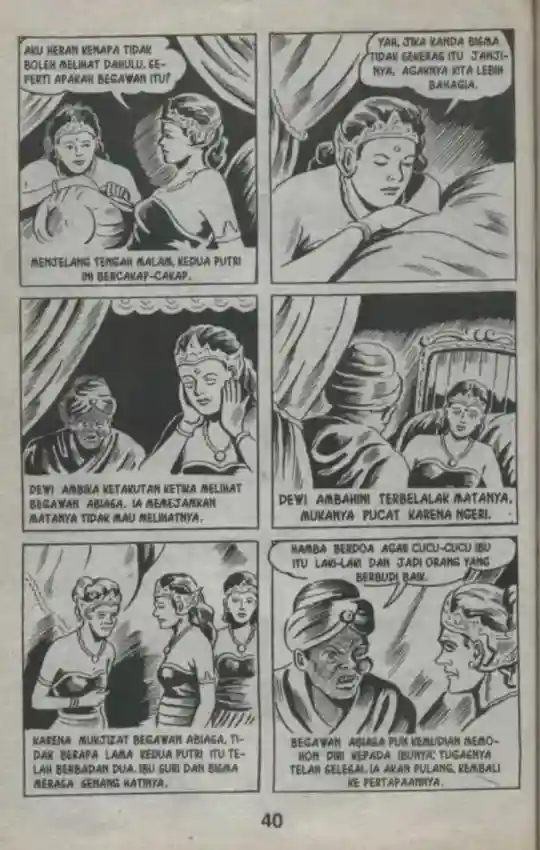 AKU HERAN KENAPA TIDAK
BOLEH MELIHAT DAHULU. SE-
PERTI APAKAH BEGAWAN ITU?
MENJELANG TENGAH MALAM, KEDUA PUTRI
INI BERCAKAP-CAKAP.
YAH, JIKA KANDA BISMA
TIDAK SEKERAS ITU JANJI-
NYA, AGAKNYA KITA LEBIH
BAHAGIA.
DEWI AMBIKA KETAKUTAN KETIKA MELIHAT
BEGAWAN ABIASA. IA MEMEJAMKAN
MATANYA TIDAK MAU MELIHATNYA.
DEWI AMBAHINI TERBELALAK MATANYA,
MUKANYA PUCAT KARENA NGERI.
KARENA MUKJIZAT BEGAWAN ABIASA, TI-
DAK BERAPA LAMA KEDUA PUTRI ITU TE-
LAH BERBADAN DUA. IBU SURI DAN BISMA
MERASA SENANG HATINYA.
HAMBA BERDOA AGAR CUCU-CUCU IBU
ITU LAKI-LAKI DAN JADI ORANG YANG
BERBUDI BAIK.
BEGAWAN ABIASA PUN KEMUDIAN MEMO-
HON DIRI KEPADA IBUNYA; TUGASNYA
TELAH SELESAI. IA AKAN PULANG, KEMBALI
KE PERTAPAANNYA.
40